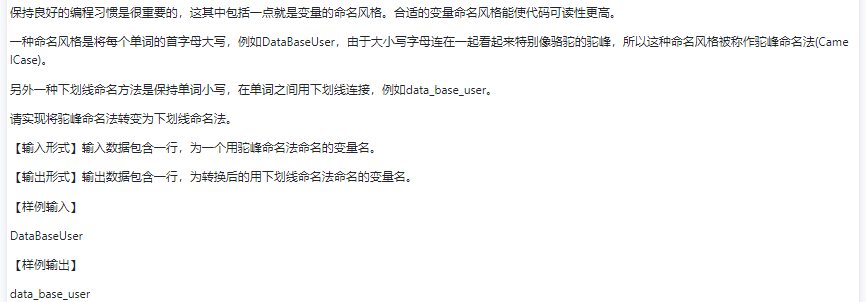 保持良好的编程习惯是很重要的，这其中包括一点就是变量的命名风格。合适的变量命名风格能使代码可读性更高。
一种命名风格是将每个单词的首字母大写，例如DataBaseUser，由于大小写字母连在一起看起来特别像骆驼的驼峰，所以这种命名风格被称作驼峰命名法(Came
lCase)。
另外一种下划线命名方法是保持单词小写，在单词之间用下划线连接，例如data_base_user。
请实现将驼峰命名法转变为下划线命名法。
【输入形式】输入数据包含一行，为一个用驼峰命名法命名的变量名。
【输出形式】输出数据包含一行，为转换后的用下划线命名法命名的变量名。
【样例输入】
DataBaseUser
【样例输出】
data_base_user